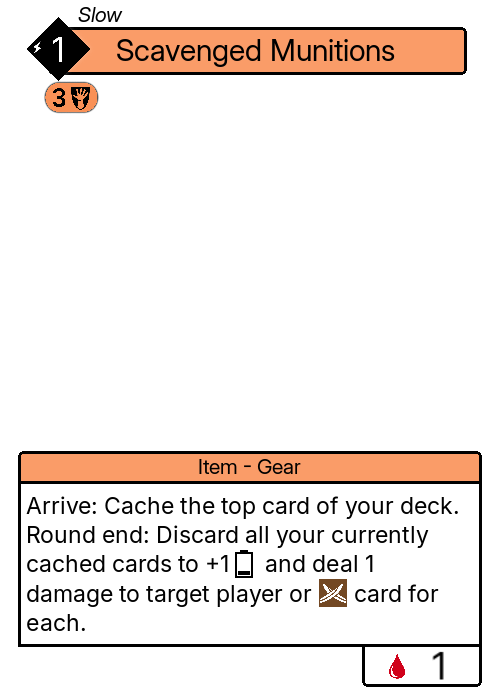 Slow
1 Scavenged Munitions
3
Item - Gear
Arrive: Cache the top card of your deck.
Round end: Discard all your currently
cached cards to +1 and deal 1
damage to target player or card for
each.
1